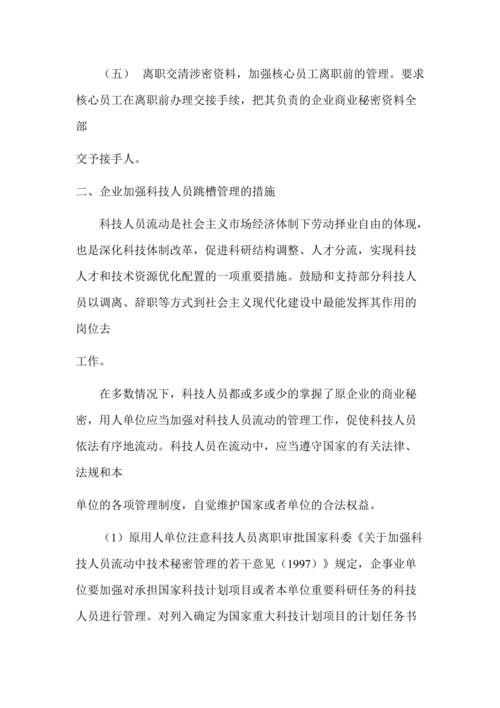 （五） 离职交清涉密资料，加强核心员工离职前的管理。要求
核心员工在离职前办理交接手续，把其负责的企业商业秘密资料全
部
交予接手人。
二、企业加强科技人员跳槽管理的措施
科技人员流动是社会主义市场经济体制下劳动择业自由的体现，
也是深化科技体制改革，促进科研结构调整、人才分流，实现科技
人才和技术资源优化配置的一项重要措施。鼓励和支持部分科技人
员以调离、辞职等方式到社会主义现代化建设中最能发挥其作用的
岗位去
工作。
在多数情况下，科技人员都或多或少的掌握了原企业的商业秘
密，用人单位应当加强对科技人员流动的管理工作，促使科技人员
依法有序地流动。科技人员在流动中，应当遵守国家的有关法律、
法规和本
单位的各项管理制度，自觉维护国家或者单位的合法权益。
（1）原用人单位注意科技人员离职审批国家科委《关于加强科
技人员流动中技术秘密管理的若干意见（1997）》规定，企事业单
位要加强对承担国家科技计划项目或者本单位重要科研任务的科技
人员进行管理。对列入确定为国家重大科技计划项目的计划任务书